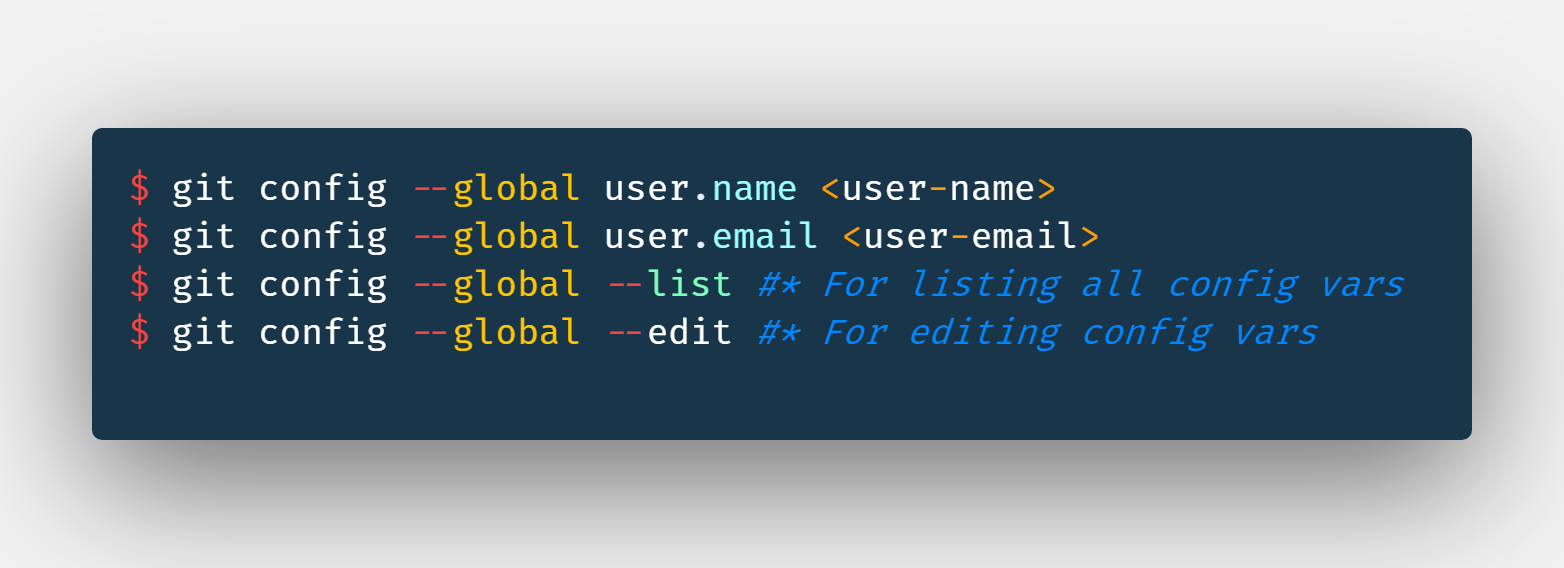 $ git config --global user.name <user-name>
$ git config --global user.email <user-email>
$ git config --global --list #* For listing all config vars
$ git config --global --edit #* For editing config vars